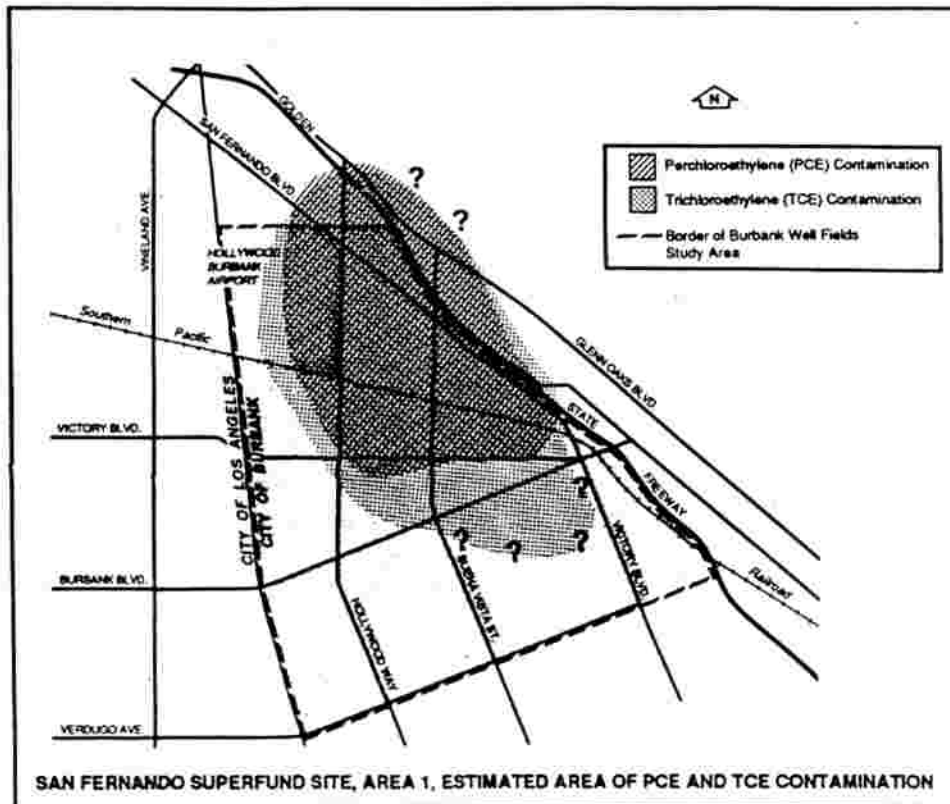 GOLDEN
SAN FERNANDO BLVD
N
Perchloroethylene (PCE) Contamination
Trichloroethylene (TCE) Contamination
Border of Burbank Well Fields
Study Area
?
?
VINELAND AVE.
HOLLYWOOD
BURBANK
AIRPORT
Southern
Pacific
GLENN OAKS BLVD
STATE
FREEWAY
VICTORY BLVD.
CITY OF LOS ANGELES
CITY OF BURBANK
?
?
?
?
VICTORY BLVD.
Railroad
BURBANK BLVD.
HOLLYWOOD WAY
BUENA VISTA ST.
VERDUGO AVE.
SAN FERNANDO SUPERFUND SITE, AREA 1, ESTIMATED AREA OF PCE AND TCE CONTAMINATION